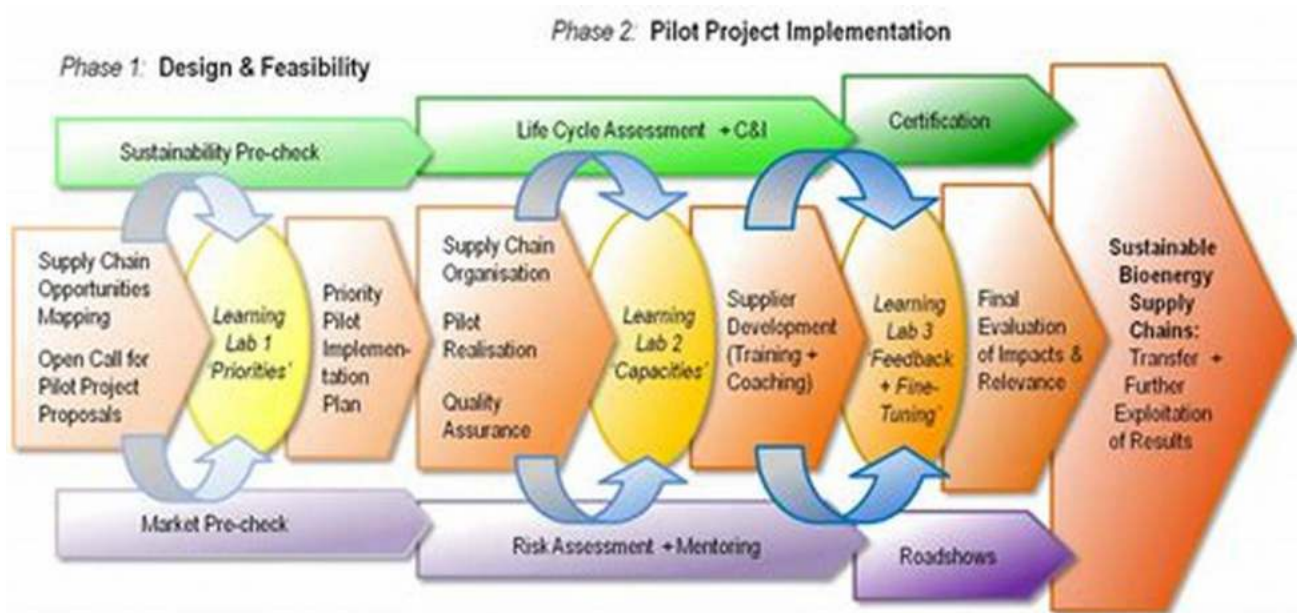 Phase 2: Pilot Project Implementation
Phase 1: Design & Feasibility
Sustainability Pre-check
Life Cycle Assessment + C&I
Certification
Supply Chain
Opportunities
Mapping
Open Call for
Pilot Project
Proposals
Learning
Lab 1
'Priorities'
Priority
Pilot
Implemen-
tation
Plan
Supply Chain
Organisation
Pilot
Realisation
Quality
Assurance
Learning
Lab 2
'Capacities'
Supplier
Development
(Training +
Coaching)
Learning
Lab 3
'Feedback
+ Fine-
Tuning'
Final
Evaluation
of Impacts &
Relevance
Sustainable
Bioenergy
Supply
Chains:
Transfer +
Further
Exploitation
of Results
Market Pre-check
Risk Assessment + Mentoring
Roadshows